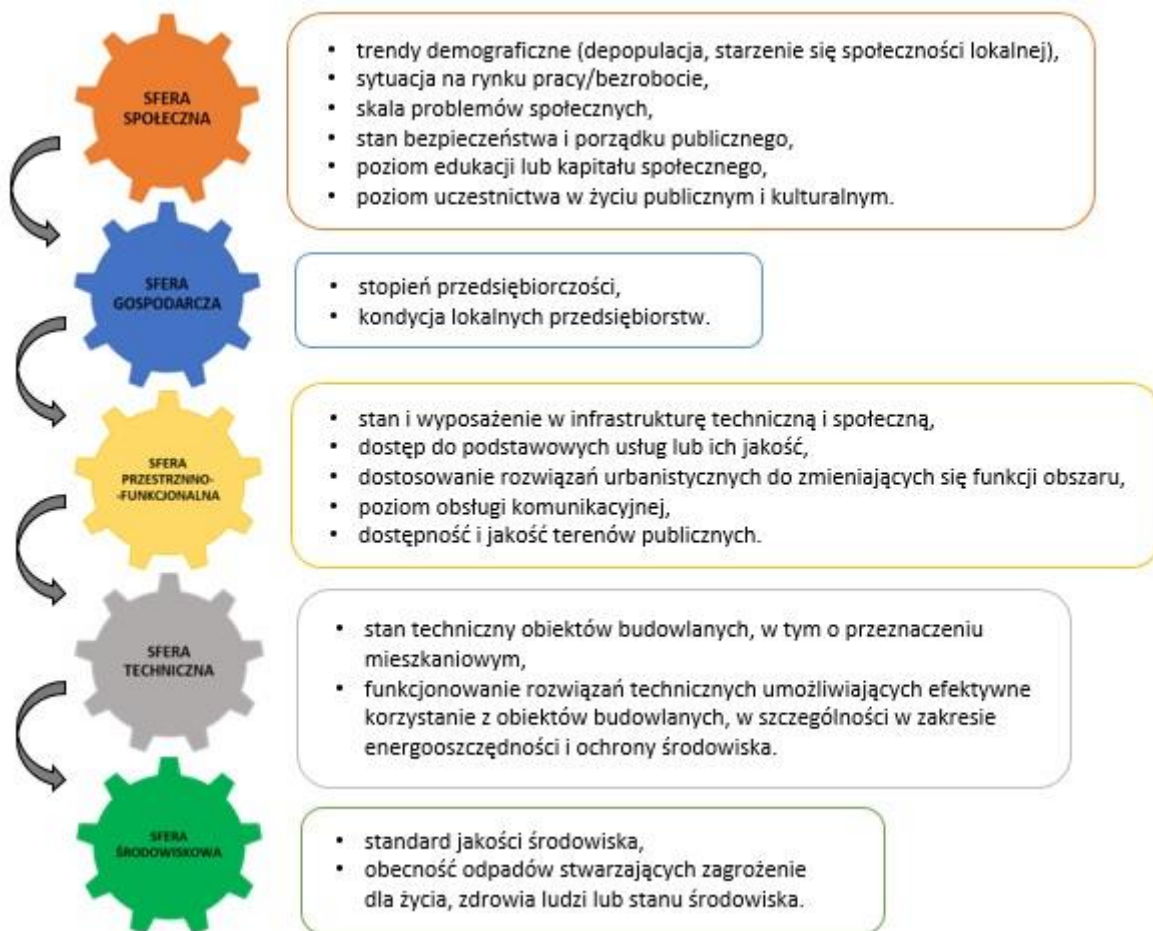 SFERA
SPOŁECZNA
• trendy demograficzne (depopulacja, starzenie się społeczności lokalnej),
• sytuacja na rynku pracy/bezrobocie,
• skala problemów społecznych,
• stan bezpieczeństwa i porządku publicznego,
• poziom edukacji lub kapitału społecznego,
• poziom uczestnictwa w życiu publicznym i kulturalnym.
SFERA
GOSPODARCZA
• stopień przedsiębiorczości,
• kondycja lokalnych przedsiębiorstw.
SFERA
PRZESTRZNNO-
-FUNKCJONALNA
• stan i wyposażenie w infrastrukturę techniczną i społeczną,
• dostęp do podstawowych usług lub ich jakość,
• dostosowanie rozwiązań urbanistycznych do zmieniających się funkcji obszaru,
• poziom obsługi komunikacyjnej,
• dostępność i jakość terenów publicznych.
SFERA
TECHNICZNA
• stan techniczny obiektów budowlanych, w tym o przeznaczeniu
mieszkaniowym,
• funkcjonowanie rozwiązań technicznych umożliwiających efektywne
korzystanie z obiektów budowlanych, w szczególności w zakresie
energooszczędności i ochrony środowiska.
SFERA
ŚRODOWISKOWA
• standard jakości środowiska,
• obecność odpadów stwarzających zagrożenie
dla życia, zdrowia ludzi lub stanu środowiska.